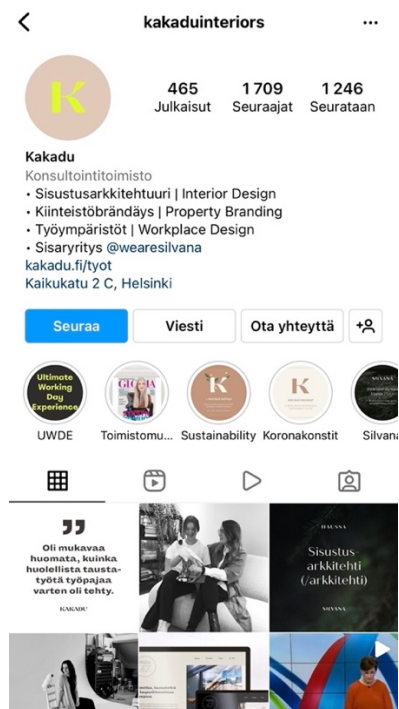 kakaduinteriors
K
465 1 709 1 246
Julkaisut Seuraajat Seurataan
Kakadu
Konsultointitoimisto
• Sisustusarkkitehtuuri | Interior Design
• Kiinteistöbrändäys | Property Branding
• Työympäristöt | Workplace Design
• Sisaryritys @wearesilvana
kakadu.fi/tyot
Kaikukatu 2 C, Helsinki
Seuraa Viesti Ota yhteyttä
Ultimate
Working
Day
Experience
GLORIA
K
K
SILVANA
UWDE Toimistomu... Sustainability Koronakonstit Silvana
Oli mukavaa
huomata, kuinka
huolellista tausta-
työtä työpajaa
varten oli tehty.
KAKADU
HAUSSA
Sisustus-
arkkitehti
(/arkkitehti)
SILVANA